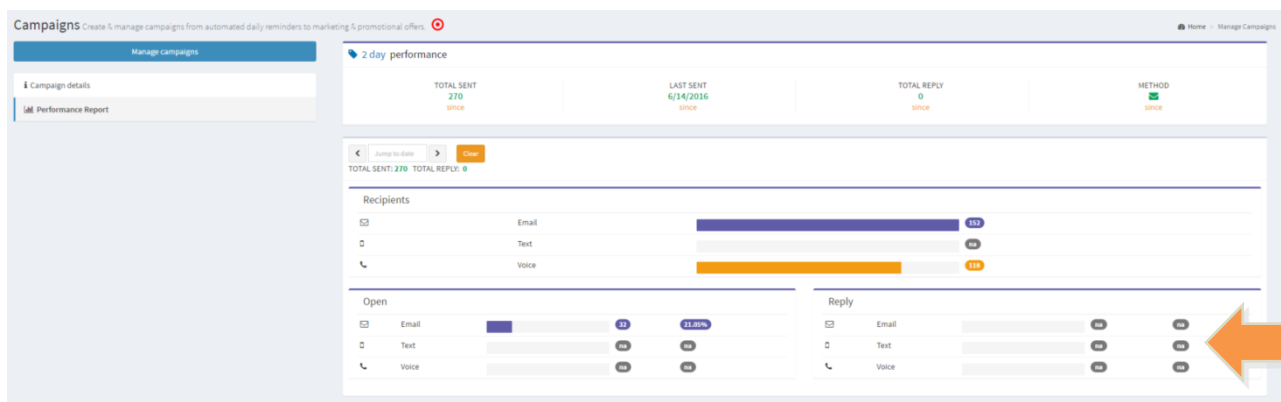 Campaigns Create & manage campaigns from automated daily reminders to marketing & promotional offers.
Home > Manage Campaigns
Manage campaigns
Campaign details
Performance Report
2 day performance
TOTAL SENT
270
since
LAST SENT
6/14/2016
since
TOTAL REPLY
0
since
METHOD
since
Jump to date
Clear
TOTAL SENT: 270 TOTAL REPLY: 0
Recipients
Email 152
Text na
Voice 118
Open
Email 32 21.05%
Text na na
Voice na na
Reply
Email na na
Text na na
Voice na na